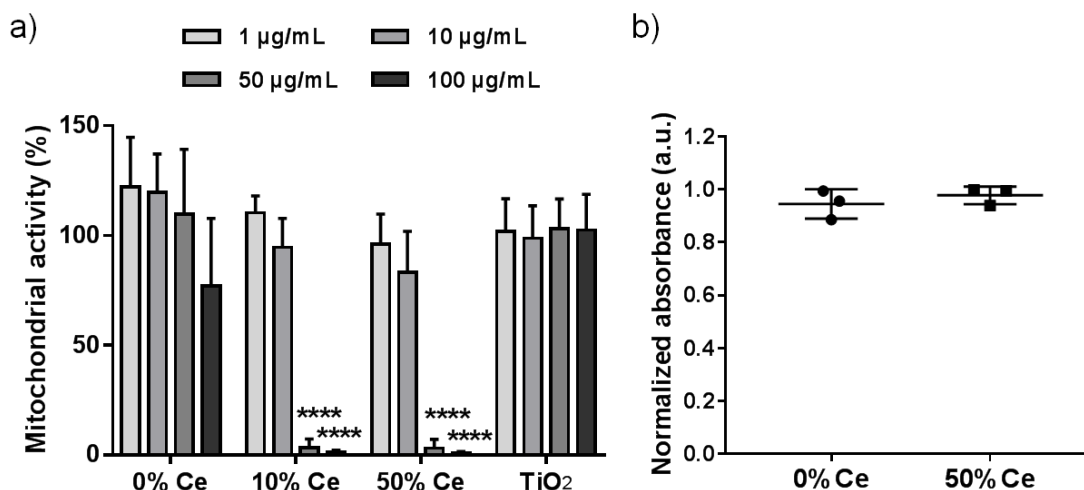 a)
1 µg/mL
10 µg/mL
50 µg/mL
100 µg/mL
Mitochondrial activity (%)
150
100
50
0
****
****
****
****
0% Ce
10% Ce
50% Ce
TiO2
b)
Normalized absorbance (a.u.)
1.2
1.0
0.8
0.6
0.4
0.2
0.0
0% Ce
50% Ce